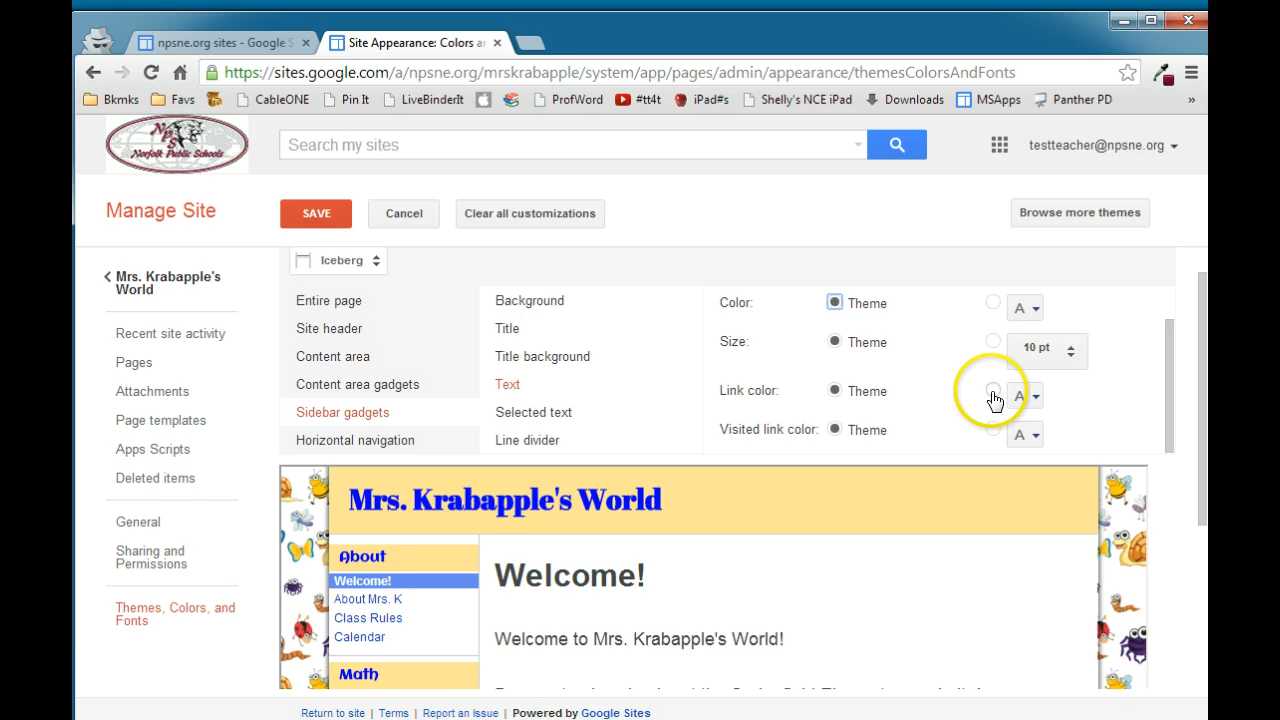 npsne.org sites - Google S
Site Appearance: Colors a
https://sites.google.com/a/npsne.org/mrskrabapple/system/app/pages/admin/appearance/themesColorsAndFonts
Bkmks Favs CableONE Pin It LiveBinderIt ProfWord #tt4t iPad#s Shelly's NCE iPad Downloads MSApps Panther PD »
NPS
Norfolk Public Schools
Search my sites
testteacher@npsne.org
Manage Site
SAVE Cancel Clear all customizations Browse more themes
Iceberg
Mrs. Krabapple's
World
Recent site activity
Pages
Attachments
Page templates
Apps Scripts
Deleted items
General
Sharing and
Permissions
Themes, Colors, and
Fonts
Entire page
Site header
Content area
Content area gadgets
Sidebar gadgets
Horizontal navigation
Background
Title
Title background
Text
Selected text
Line divider
Color: Theme A
Size: Theme 10 pt
Link color: Theme A
Visited link color: Theme A
Mrs. Krabapple's World
About
Welcome!
About Mrs. K
Class Rules
Calendar
Math
Welcome!
Welcome to Mrs. Krabapple's World!
Return to site | Terms | Report an Issue | Powered by Google Sites